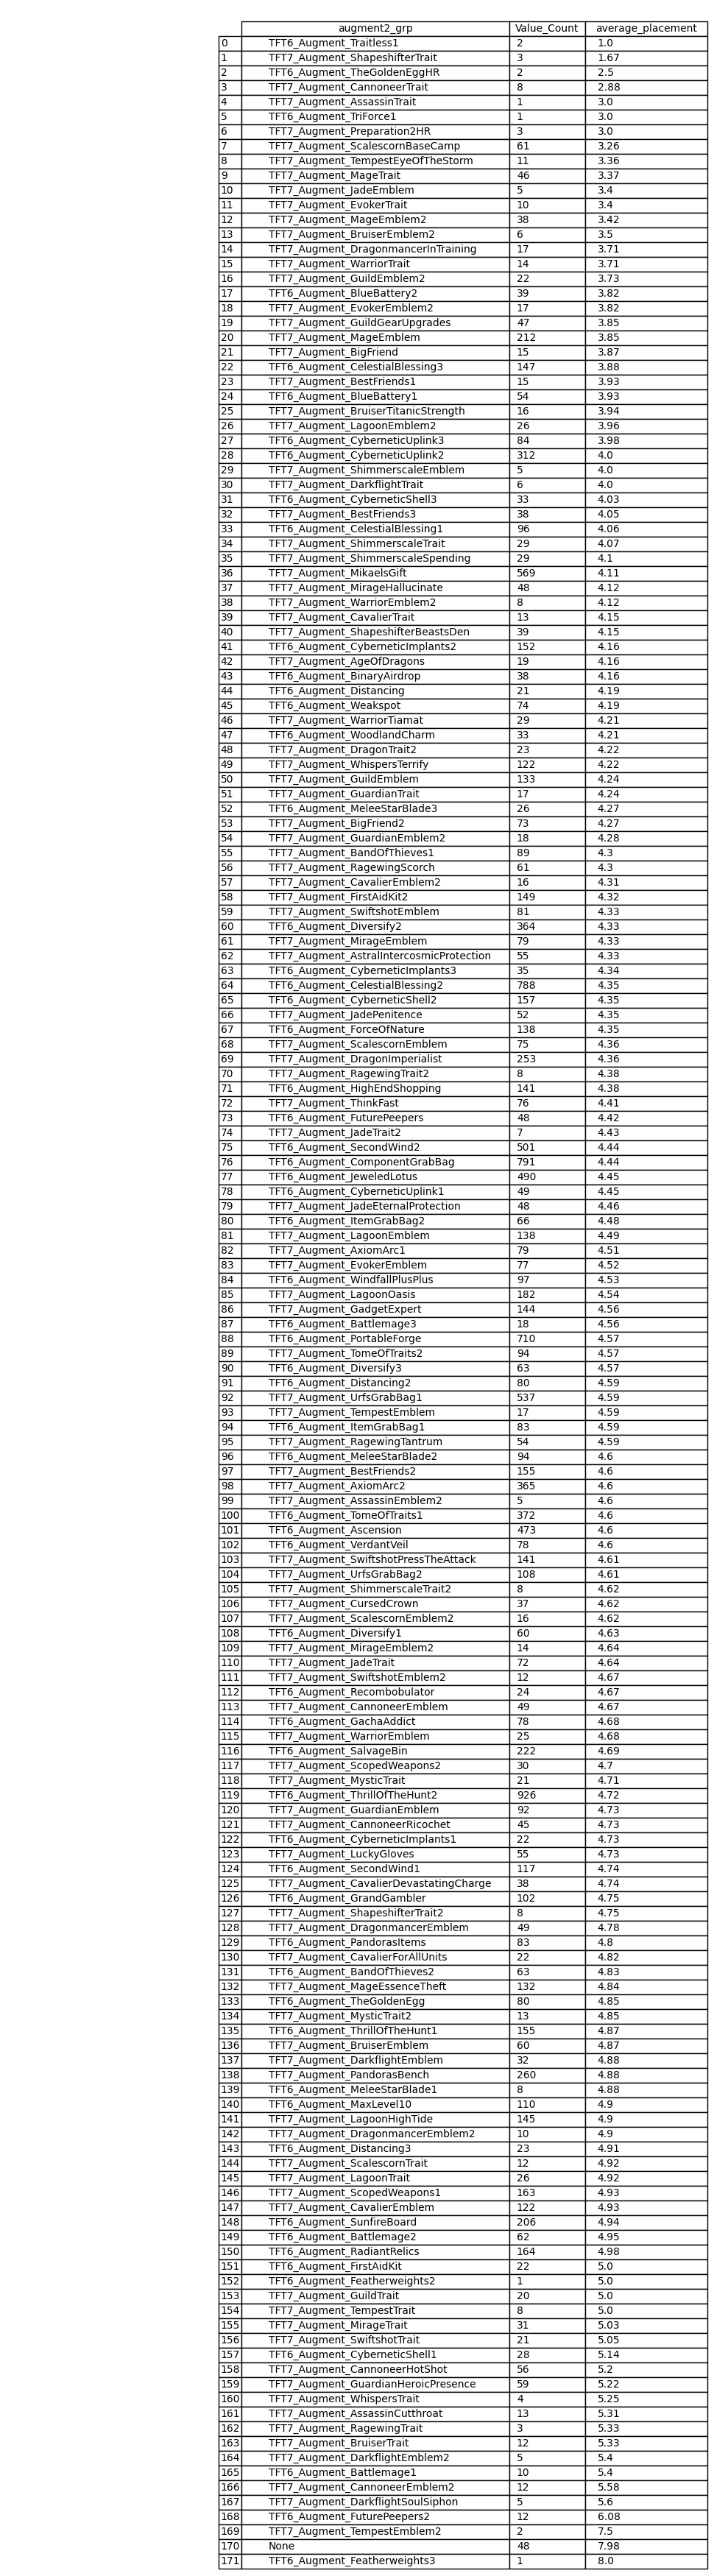 augment2_grp Value_Count average_placement
0 TFT6_Augment_Traitless1 2 1.0
1 TFT7_Augment_ShapeshifterTrait 3 1.67
2 TFT6_Augment_TheGoldenEggHR 2 2.5
3 TFT7_Augment_CannoneerTrait 8 2.88
4 TFT7_Augment_AssassinTrait 1 3.0
5 TFT6_Augment_TriForce1 1 3.0
6 TFT7_Augment_Preparation2HR 3 3.0
7 TFT7_Augment_ScalescornBaseCamp 61 3.26
8 TFT7_Augment_TempestEyeOfTheStorm 11 3.36
9 TFT7_Augment_MageTrait 46 3.37
10 TFT7_Augment_JadeEmblem 5 3.4
11 TFT7_Augment_EvokerTrait 10 3.4
12 TFT7_Augment_MageEmblem2 38 3.42
13 TFT7_Augment_BruiserEmblem2 6 3.5
14 TFT7_Augment_DragonmancerInTraining 17 3.71
15 TFT7_Augment_WarriorTrait 14 3.71
16 TFT7_Augment_GuildEmblem2 22 3.73
17 TFT6_Augment_BlueBattery2 39 3.82
18 TFT7_Augment_EvokerEmblem2 17 3.82
19 TFT7_Augment_GuildGearUpgrades 47 3.85
20 TFT7_Augment_MageEmblem 212 3.85
21 TFT7_Augment_BigFriend 15 3.87
22 TFT6_Augment_CelestialBlessing3 147 3.88
23 TFT7_Augment_BestFriends1 15 3.93
24 TFT6_Augment_BlueBattery1 54 3.93
25 TFT7_Augment_BruiserTitanicStrength 16 3.94
26 TFT7_Augment_LagoonEmblem2 26 3.96
27 TFT6_Augment_CyberneticUplink3 84 3.98
28 TFT6_Augment_CyberneticUplink2 312 4.0
29 TFT7_Augment_ShimmerscaleEmblem 5 4.0
30 TFT7_Augment_DarkflightTrait 6 4.0
31 TFT6_Augment_CyberneticShell3 33 4.03
32 TFT7_Augment_BestFriends3 38 4.05
33 TFT6_Augment_CelestialBlessing1 96 4.06
34 TFT7_Augment_ShimmerscaleTrait 29 4.07
35 TFT7_Augment_ShimmerscaleSpending 29 4.1
36 TFT7_Augment_MikaelsGift 569 4.11
37 TFT7_Augment_MirageHallucinate 48 4.12
38 TFT7_Augment_WarriorEmblem2 8 4.12
39 TFT7_Augment_CavalierTrait 13 4.15
40 TFT7_Augment_ShapeshifterBeastsDen 39 4.15
41 TFT6_Augment_CyberneticImplants2 152 4.16
42 TFT7_Augment_AgeOfDragons 19 4.16
43 TFT6_Augment_BinaryAirdrop 38 4.16
44 TFT6_Augment_Distancing 21 4.19
45 TFT6_Augment_Weakspot 74 4.19
46 TFT7_Augment_WarriorTiamat 29 4.21
47 TFT6_Augment_WoodlandCharm 33 4.21
48 TFT7_Augment_DragonTrait2 23 4.22
49 TFT7_Augment_WhispersTerrify 122 4.22
50 TFT7_Augment_GuildEmblem 133 4.24
51 TFT7_Augment_GuardianTrait 17 4.24
52 TFT6_Augment_MeleeStarBlade3 26 4.27
53 TFT7_Augment_BigFriend2 73 4.27
54 TFT7_Augment_GuardianEmblem2 18 4.28
55 TFT7_Augment_BandOfThieves1 89 4.3
56 TFT7_Augment_RagewingScorch 61 4.3
57 TFT7_Augment_CavalierEmblem2 16 4.31
58 TFT7_Augment_FirstAidKit2 149 4.32
59 TFT7_Augment_SwiftshotEmblem 81 4.33
60 TFT6_Augment_Diversify2 364 4.33
61 TFT7_Augment_MirageEmblem 79 4.33
62 TFT7_Augment_AstralIntercosmicProtection 55 4.33
63 TFT6_Augment_CyberneticImplants3 35 4.34
64 TFT6_Augment_CelestialBlessing2 788 4.35
65 TFT6_Augment_CyberneticShell2 157 4.35
66 TFT7_Augment_JadePenitence 52 4.35
67 TFT6_Augment_ForceOfNature 138 4.35
68 TFT7_Augment_ScalescornEmblem 75 4.36
69 TFT7_Augment_DragonImperialist 253 4.36
70 TFT7_Augment_RagewingTrait2 8 4.38
71 TFT6_Augment_HighEndShopping 141 4.38
72 TFT7_Augment_ThinkFast 76 4.41
73 TFT6_Augment_FuturePeepers 48 4.42
74 TFT7_Augment_JadeTrait2 7 4.43
75 TFT6_Augment_SecondWind2 501 4.44
76 TFT6_Augment_ComponentGrabBag 791 4.44
77 TFT6_Augment_JeweledLotus 490 4.45
78 TFT6_Augment_CyberneticUplink1 49 4.45
79 TFT7_Augment_JadeEternalProtection 48 4.46
80 TFT6_Augment_ItemGrabBag2 66 4.48
81 TFT7_Augment_LagoonEmblem 138 4.49
82 TFT7_Augment_AxiomArc1 79 4.51
83 TFT7_Augment_EvokerEmblem 77 4.52
84 TFT6_Augment_WindfallPlusPlus 97 4.53
85 TFT7_Augment_LagoonOasis 182 4.54
86 TFT7_Augment_GadgetExpert 144 4.56
87 TFT6_Augment_Battlemage3 18 4.56
88 TFT6_Augment_PortableForge 710 4.57
89 TFT7_Augment_TomeOfTraits2 94 4.57
90 TFT6_Augment_Diversify3 63 4.57
91 TFT6_Augment_Distancing2 80 4.59
92 TFT7_Augment_UrfsGrabBag1 537 4.59
93 TFT7_Augment_TempestEmblem 17 4.59
94 TFT6_Augment_ItemGrabBag1 83 4.59
95 TFT7_Augment_RagewingTantrum 54 4.59
96 TFT6_Augment_MeleeStarBlade2 94 4.6
97 TFT7_Augment_BestFriends2 155 4.6
98 TFT7_Augment_AxiomArc2 365 4.6
99 TFT7_Augment_AssassinEmblem2 5 4.6
100 TFT6_Augment_TomeOfTraits1 372 4.6
101 TFT6_Augment_Ascension 473 4.6
102 TFT6_Augment_VerdantVeil 78 4.6
103 TFT7_Augment_SwiftshotPressTheAttack 141 4.61
104 TFT7_Augment_UrfsGrabBag2 108 4.61
105 TFT7_Augment_ShimmerscaleTrait2 8 4.62
106 TFT7_Augment_CursedCrown 37 4.62
107 TFT7_Augment_ScalescornEmblem2 16 4.62
108 TFT6_Augment_Diversify1 60 4.63
109 TFT7_Augment_MirageEmblem2 14 4.64
110 TFT7_Augment_JadeTrait 72 4.64
111 TFT7_Augment_SwiftshotEmblem2 12 4.67
112 TFT6_Augment_Recombobulator 24 4.67
113 TFT7_Augment_CannoneerEmblem 49 4.67
114 TFT7_Augment_GachaAddict 78 4.68
115 TFT7_Augment_WarriorEmblem 25 4.68
116 TFT6_Augment_SalvageBin 222 4.69
117 TFT7_Augment_ScopedWeapons2 30 4.7
118 TFT7_Augment_MysticTrait 21 4.71
119 TFT6_Augment_ThrillOfTheHunt2 926 4.72
120 TFT7_Augment_GuardianEmblem 92 4.73
121 TFT7_Augment_CannoneerRicochet 45 4.73
122 TFT6_Augment_CyberneticImplants1 22 4.73
123 TFT7_Augment_LuckyGloves 55 4.73
124 TFT6_Augment_SecondWind1 117 4.74
125 TFT7_Augment_CavalierDevastatingCharge 38 4.74
126 TFT6_Augment_GrandGambler 102 4.75
127 TFT7_Augment_ShapeshifterTrait2 8 4.75
128 TFT7_Augment_DragonmancerEmblem 49 4.78
129 TFT6_Augment_PandorasItems 83 4.8
130 TFT7_Augment_CavalierForAllUnits 22 4.82
131 TFT6_Augment_BandOfThieves2 63 4.83
132 TFT7_Augment_MageEssenceTheft 132 4.84
133 TFT6_Augment_TheGoldenEgg 80 4.85
134 TFT7_Augment_MysticTrait2 13 4.85
135 TFT6_Augment_ThrillOfTheHunt1 155 4.87
136 TFT7_Augment_BruiserEmblem 60 4.87
137 TFT7_Augment_DarkflightEmblem 32 4.88
138 TFT7_Augment_PandorasBench 260 4.88
139 TFT6_Augment_MeleeStarBlade1 8 4.88
140 TFT6_Augment_MaxLevel10 110 4.9
141 TFT7_Augment_LagoonHighTide 145 4.9
142 TFT7_Augment_DragonmancerEmblem2 10 4.9
143 TFT6_Augment_Distancing3 23 4.91
144 TFT7_Augment_ScalescornTrait 12 4.92
145 TFT7_Augment_LagoonTrait 26 4.92
146 TFT7_Augment_ScopedWeapons1 163 4.93
147 TFT7_Augment_CavalierEmblem 122 4.93
148 TFT6_Augment_SunfireBoard 206 4.94
149 TFT6_Augment_Battlemage2 62 4.95
150 TFT6_Augment_RadiantRelics 164 4.98
151 TFT6_Augment_FirstAidKit 22 5.0
152 TFT6_Augment_Featherweights2 1 5.0
153 TFT7_Augment_GuildTrait 20 5.0
154 TFT7_Augment_TempestTrait 8 5.0
155 TFT7_Augment_MirageTrait 31 5.03
156 TFT7_Augment_SwiftshotTrait 21 5.05
157 TFT6_Augment_CyberneticShell1 28 5.14
158 TFT7_Augment_CannoneerHotShot 56 5.2
159 TFT7_Augment_GuardianHeroicPresence 59 5.22
160 TFT7_Augment_WhispersTrait 4 5.25
161 TFT7_Augment_AssassinCutthroat 13 5.31
162 TFT7_Augment_RagewingTrait 3 5.33
163 TFT7_Augment_BruiserTrait 12 5.33
164 TFT7_Augment_DarkflightEmblem2 5 5.4
165 TFT6_Augment_Battlemage1 10 5.4
166 TFT7_Augment_CannoneerEmblem2 12 5.58
167 TFT7_Augment_DarkflightSoulSiphon 5 5.6
168 TFT6_Augment_FuturePeepers2 12 6.08
169 TFT7_Augment_TempestEmblem2 2 7.5
170 None 48 7.98
171 TFT6_Augment_Featherweights3 1 8.0